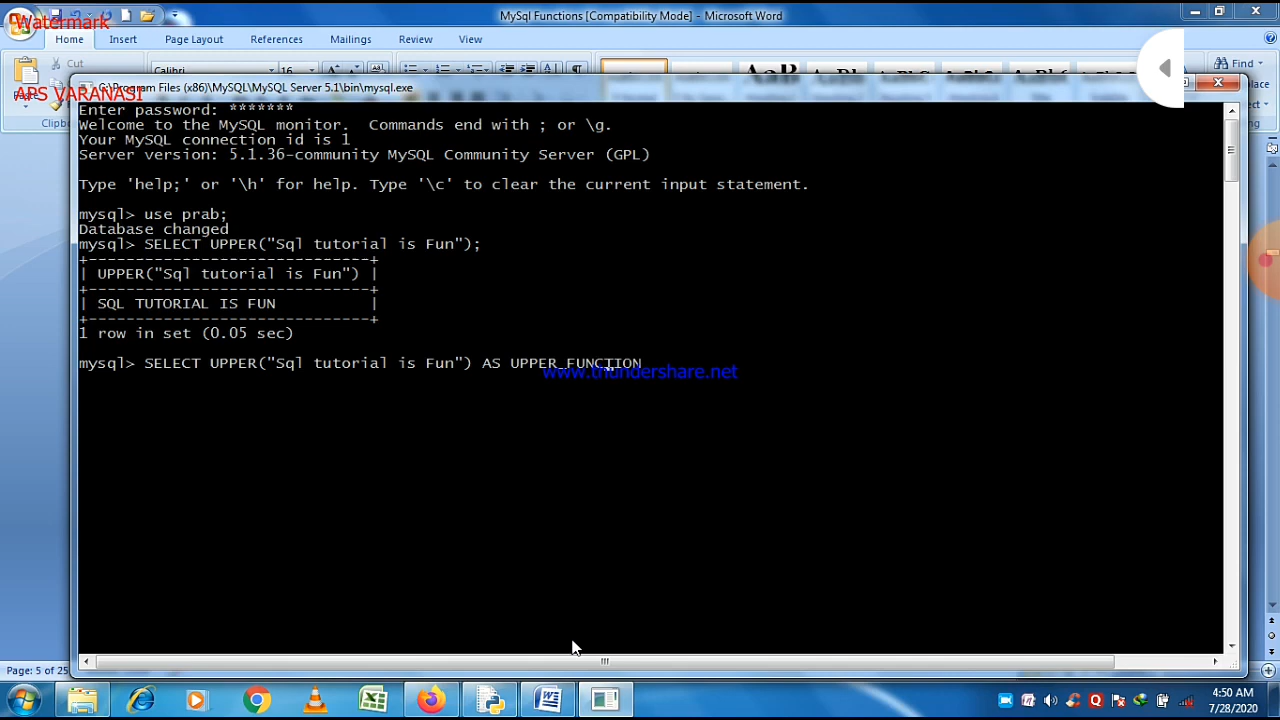 MySql Functions [Compatibility Mode] - Microsoft Word
Watermark
Home Insert Page Layout References Mailings Review View
Cut
Calibri 16
Find
APS VARANASI
C:\Program Files (x86)\MySQL\MySQL Server 5.1\bin\mysql.exe
Enter password: *******
Welcome to the MySQL monitor.  Commands end with ; or \g.
Your MySQL connection id is 1
Server version: 5.1.36-community MySQL Community Server (GPL)
Type 'help;' or '\h' for help. Type '\c' to clear the current input statement.
mysql> use prab;
Database changed
mysql> SELECT UPPER("Sql tutorial is Fun");
+------------------------------+
| UPPER("Sql tutorial is Fun") |
+------------------------------+
| SQL TUTORIAL IS FUN          |
+------------------------------+
1 row in set (0.05 sec)
mysql> SELECT UPPER("Sql tutorial is Fun") AS UPPER_FUNCTION
www.thundershare.net
Page: 5 of 25
4:50 AM
7/28/2020